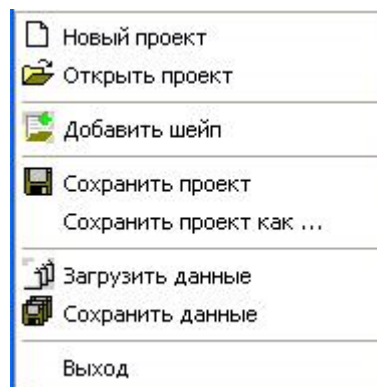 Новый проект
Открыть проект
Добавить шейп
Сохранить проект
Сохранить проект как ...
Загрузить данные
Сохранить данные
Выход